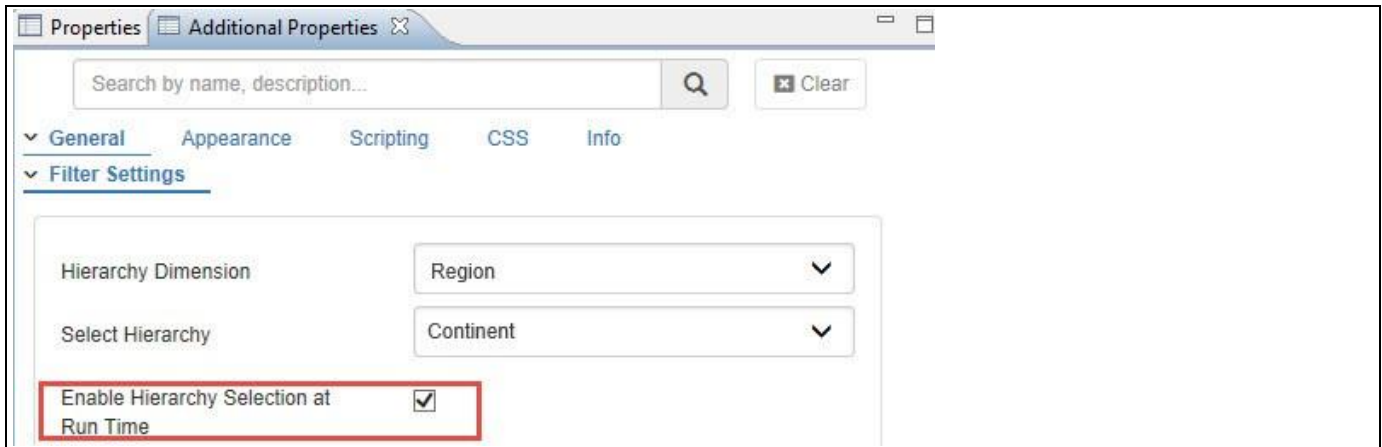 Properties Additional Properties
Search by name, description... Clear
General Appearance Scripting CSS Info
Filter Settings
Hierarchy Dimension Region
Select Hierarchy Continent
Enable Hierarchy Selection at
Run Time